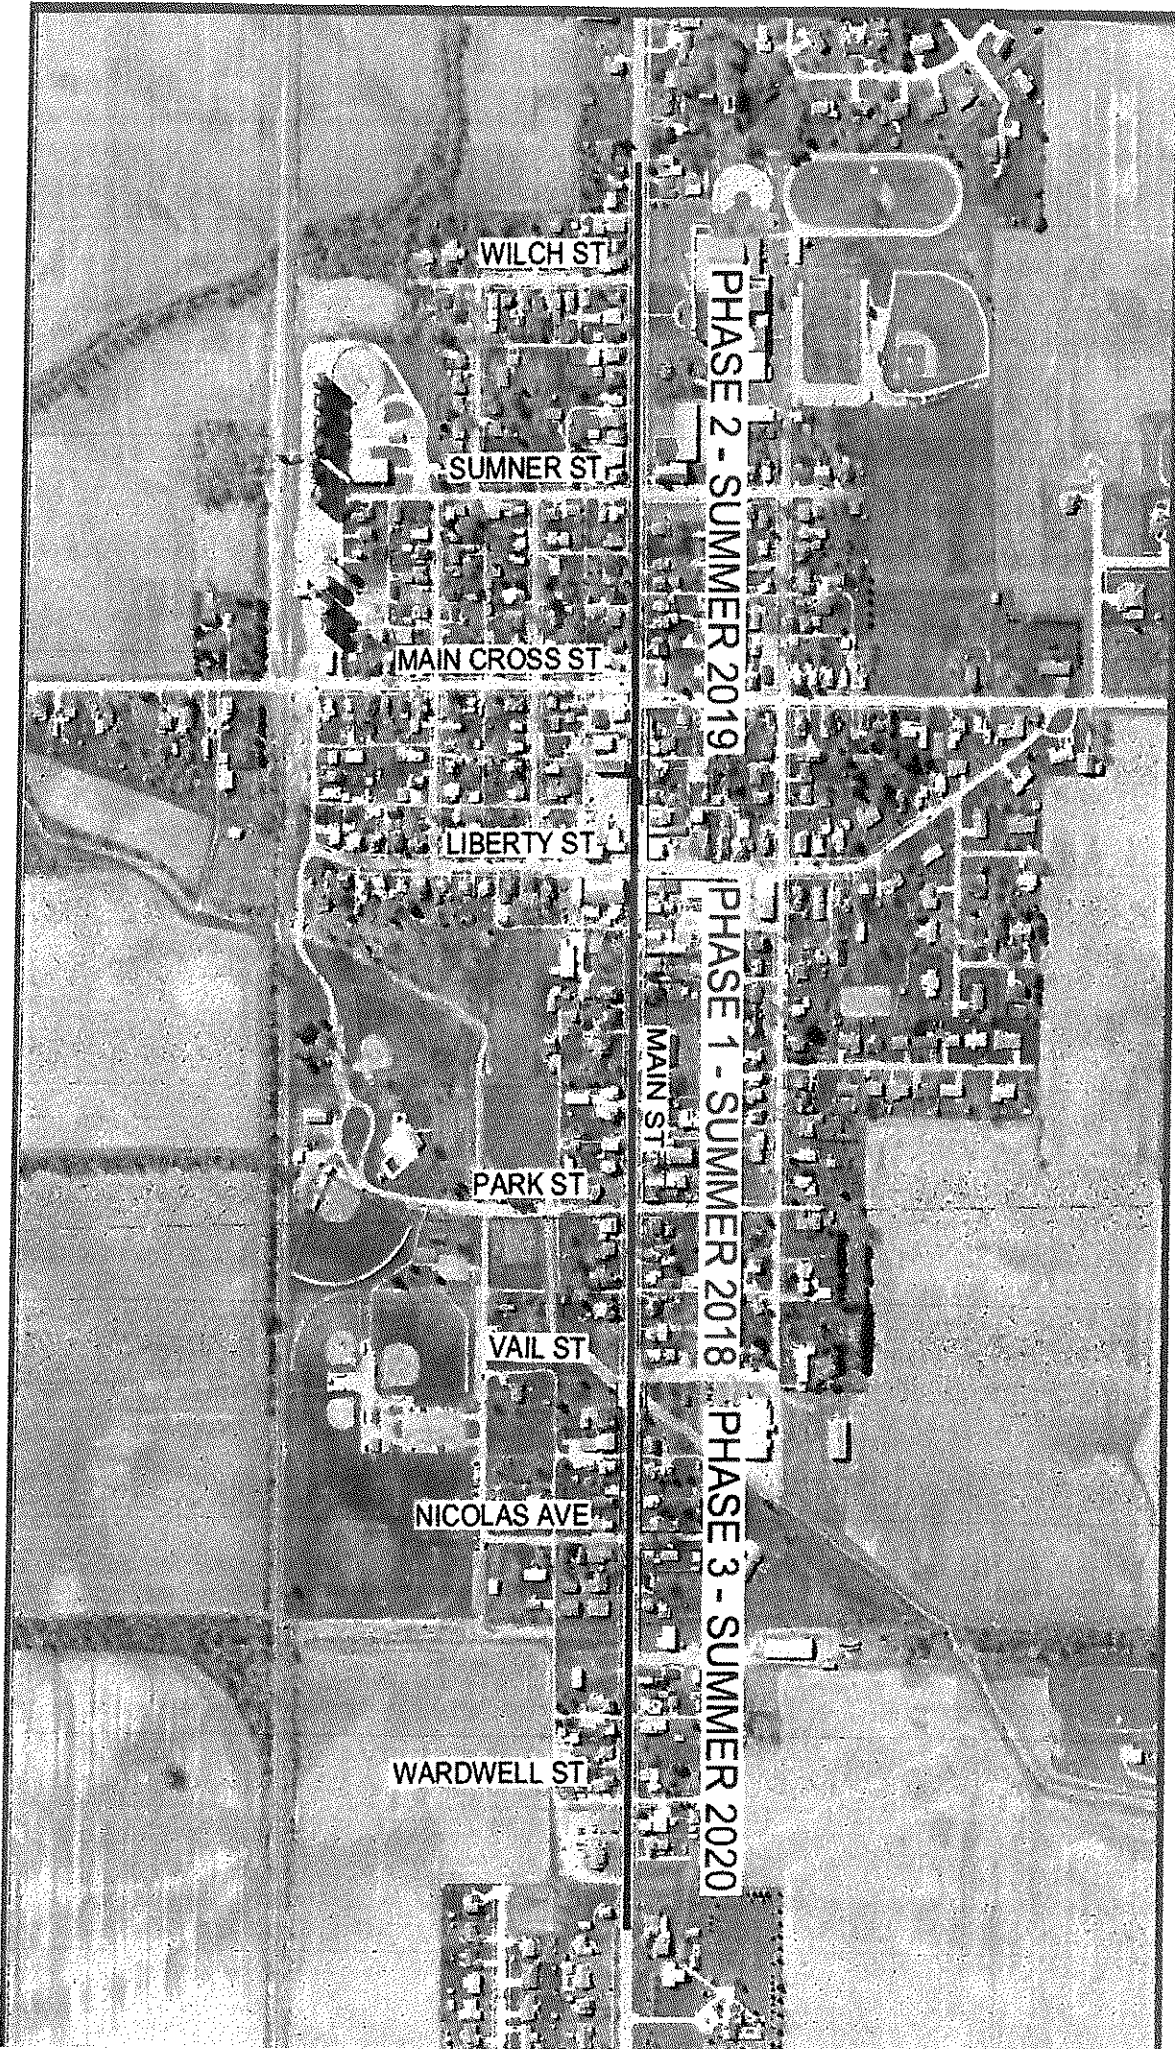 WILCH ST
PHASE 2 - SUMMER 2019
SUMNER ST
MAIN CROSS ST
LIBERTY ST
PHASE 1 - SUMMER 2018
MAIN ST
PARK ST
VAIL ST
PHASE 3 - SUMMER 2020
NICOLAS AVE
WARDWELL ST